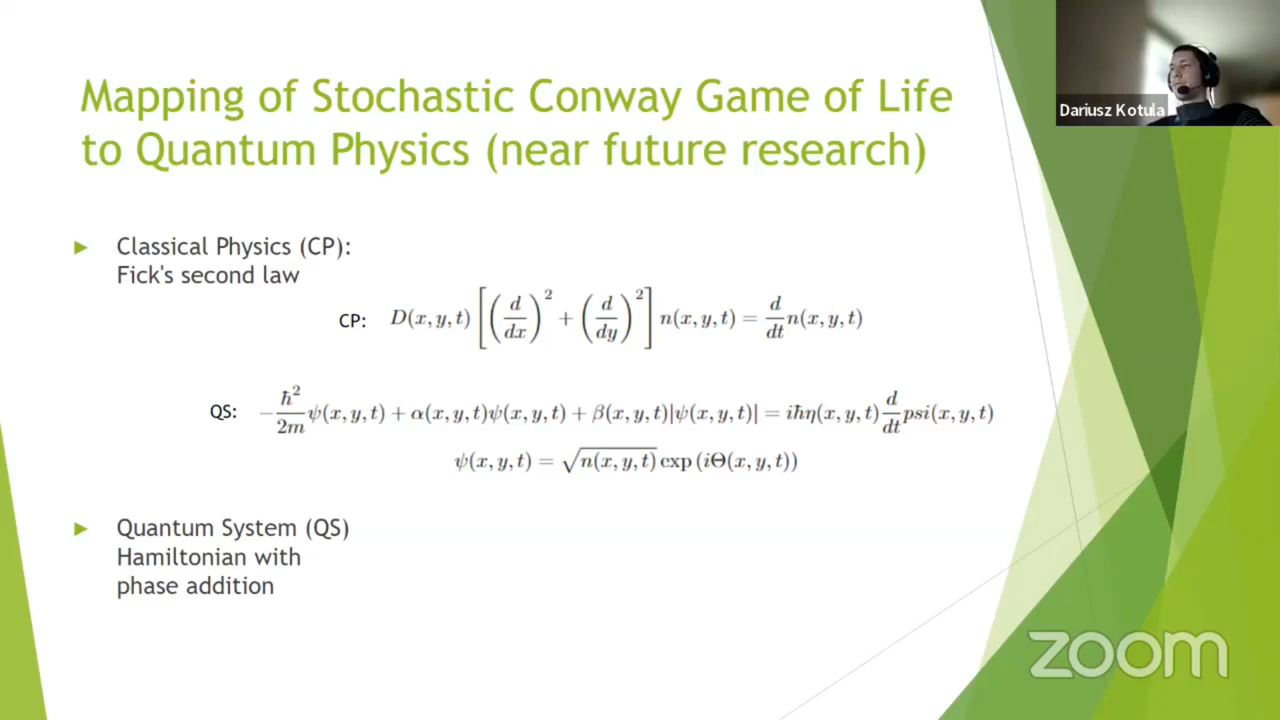 Mapping of Stochastic Conway Game of Life
to Quantum Physics (near future research)
Dariusz Kotula
► Classical Physics (CP):
Fick's second law
CP: D(x, y, t) [(d/dx)² + (d/dy)²] n(x, y, t) = d/dt n(x, y, t)
QS: −ħ²/2m ψ(x, y, t) + α(x, y, t)ψ(x, y, t) + β(x, y, t)|ψ(x, y, t)| = iħη(x, y, t) d/dt psi(x, y, t)
ψ(x, y, t) = √n(x, y, t) exp (iΘ(x, y, t))
► Quantum System (QS)
Hamiltonian with
phase addition
zoom